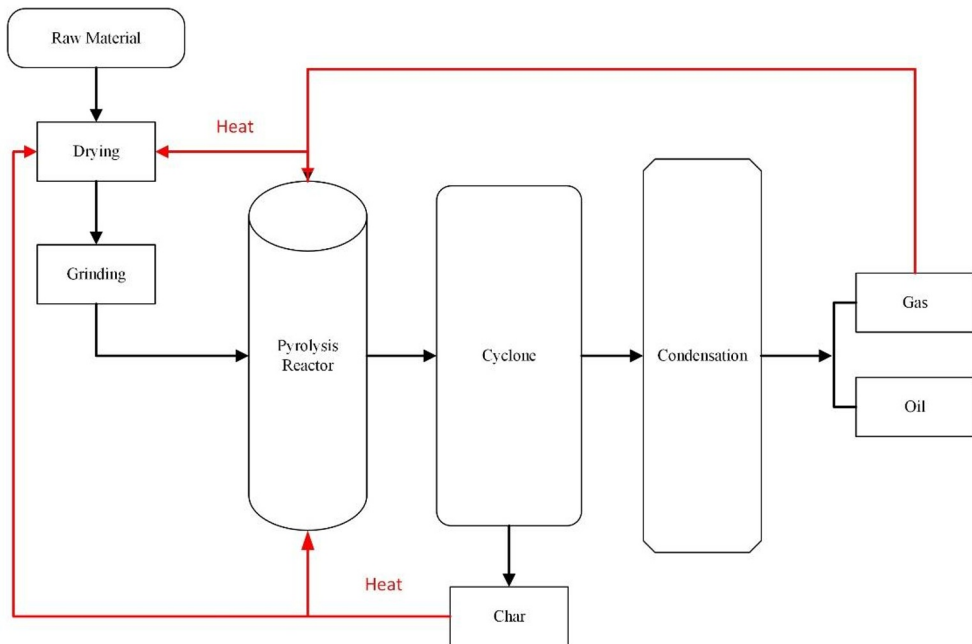 Raw Material
Heat
Drying
Grinding
Pyrolysis
Reactor
Cyclone
Condensation
Gas
Oil
Heat
Char